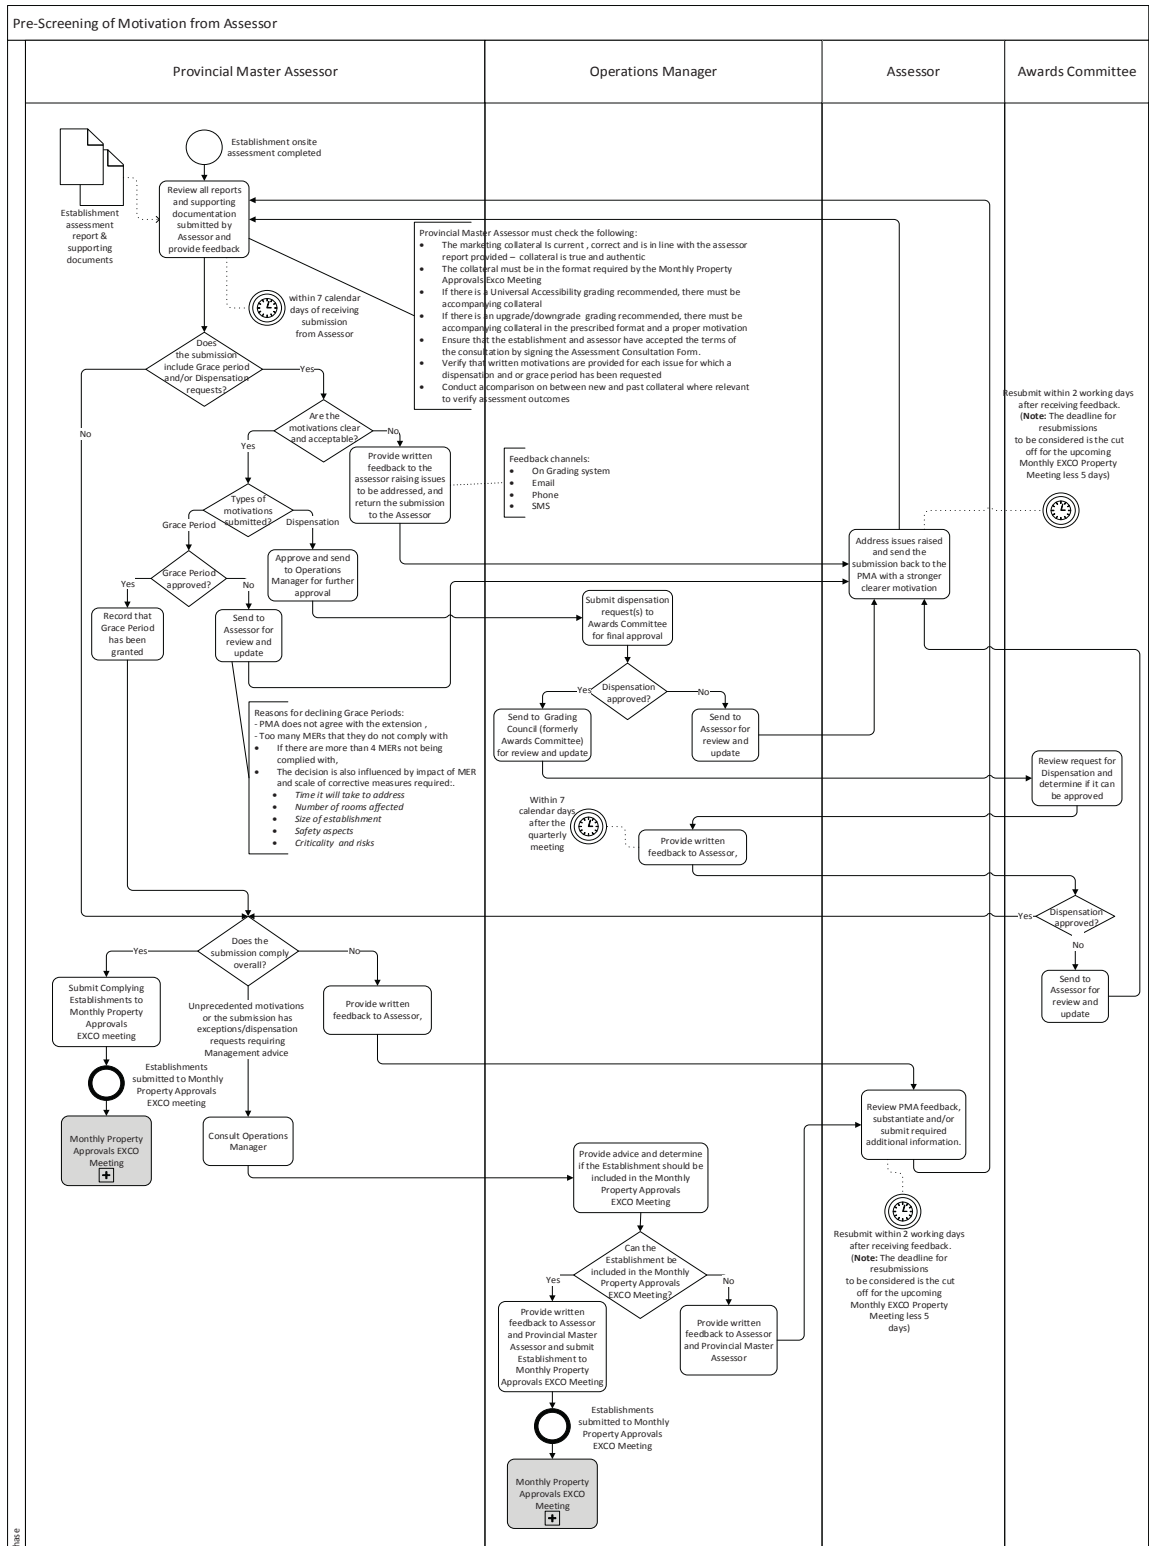 Pre-Screening of Motivation from Assessor
Provincial Master Assessor
Operations Manager
Assessor
Awards Committee
Establishment onsite
assessment completed
Establishment
assessment
report &
supporting
documents
Review all reports
and supporting
documentation
submitted by
Assessor and
provide feedback
within 7 calendar
days of receiving
submission
from Assessor
Provincial Master Assessor must check the following:
• The marketing collateral Is current , correct and is in line with the assessor
report provided – collateral is true and authentic
• The collateral must be in the format required by the Monthly Property
Approvals Exco Meeting
• If there is a Universal Accessibility grading recommended, there must be
accompanying collateral
• If there is an upgrade/downgrade grading recommended, there must be
accompanying collateral in the prescribed format and a proper motivation
• Ensure that the establishment and assessor have accepted the terms of
the consultation by signing the Assessment Consultation Form.
• Verify that written motivations are provided for each issue for which a
dispensation and or grace period has been requested
• Conduct a comparison on between new and past collateral where relevant
to verify assessment outcomes
Does
the submission
include Grace period
and/or Dispensation
requests?
Yes
No
Are the
motivations clear
and acceptable?
No
Yes
Provide written
feedback to the
assessor raising issues
to be addressed, and
return the submission
to the Assessor
Feedback channels:
• On Grading system
• Email
• Phone
• SMS
Resubmit within 2 working days
after receiving feedback.
(Note: The deadline for
resubmissions
to be considered is the cut
off for the upcoming
Monthly EXCO Property
Meeting less 5 days)
Types of
motivations
submitted?
Grace Period
Dispensation
Grace Period
approved?
Yes
No
Approve and send
to Operations
Manager for further
approval
Address issues raised
and send the
submission back to the
PMA with a stronger
clearer motivation
Record that
Grace Period
has been
granted
Send to
Assessor for
review and
update
Submit dispensation
request(s) to
Awards Committee
for final approval
Dispensation
approved?
Yes
No
Send to Grading
Council (formerly
Awards Committee)
for review and update
Send to
Assessor for
review and
update
Reasons for declining Grace Periods:
- PMA does not agree with the extension ,
- Too many MERs that they do not comply with
• If there are more than 4 MERs not being
complied with,
• The decision is also influenced by impact of MER
and scale of corrective measures required:.
• Time it will take to address
• Number of rooms affected
• Size of establishment
• Safety aspects
• Criticality and risks
Review request for
Dispensation and
determine if it can
be approved
Within 7
calendar days
after the
quarterly
meeting
Provide written
feedback to Assessor,
Dispensation
approved?
Yes
No
Send to
Assessor for
review and
update
Does the
submission comply
overall?
Yes
No
Submit Complying
Establishments to
Monthly Property
Approvals
EXCO meeting
Unprecedented motivations
or the submission has
exceptions/dispensation
requests requiring
Management advice
Provide written
feedback to Assessor,
Establishments
submitted to Monthly
Property Approvals
EXCO meeting
Monthly Property
Approvals EXCO
Meeting
Consult Operations
Manager
Review PMA feedback,
substantiate and/or
submit required
additional information.
Provide advice and determine
if the Establishment should be
included in the Monthly
Property Approvals
EXCO Meeting
Resubmit within 2 working days
after receiving feedback.
(Note: The deadline for
resubmissions
to be considered is the cut
off for the upcoming
Monthly EXCO Property
Meeting less 5
days)
Can the
Establishment be
included in the Monthly
Property Approvals
EXCO Meeting?
Yes
No
Provide written
feedback to Assessor
and Provincial Master
Assessor and submit
Establishment to
Monthly Property
Approvals EXCO Meeting
Provide written
feedback to Assessor
and Provincial Master
Assessor
Establishments
submitted to Monthly
Property Approvals
EXCO Meeting
Monthly Property
Approvals EXCO
Meeting